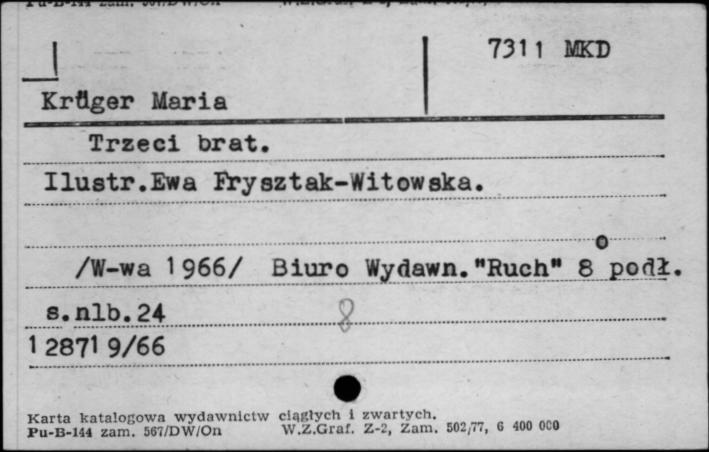 7311 MKD
Krüger Maria
Trzeci brat.
Ilustr.Ewa Frysztak-Witowska.
/W-wa 1966/ Biuro Wydawn."Ruch" 8° podł.
s.nlb.24
8
128719/66
Karta katalogowa wydawnictw ciągłych i zwartych.
Pu-B-144 zam. 567/DW/On W.Z.Graf. Z-2, Zam. 502/77, 6 400 000